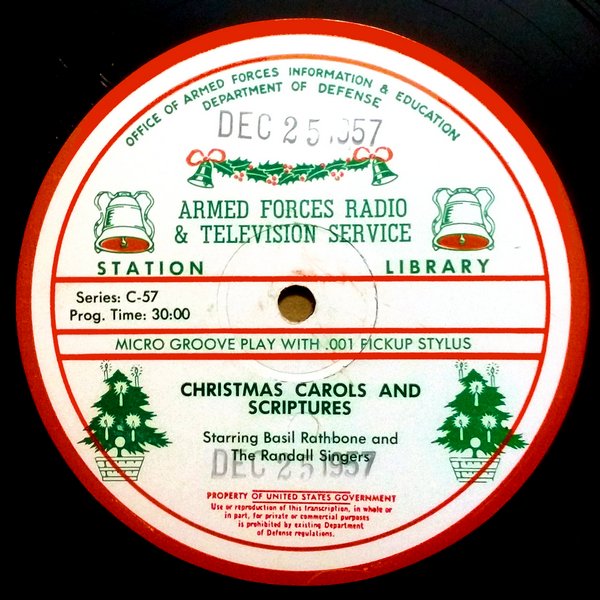 OFFICE OF ARMED FORCES INFORMATION & EDUCATION
DEPARTMENT OF DEFENSE
DEC 25 1957
ARMED FORCES RADIO
& TELEVISION SERVICE
STATION LIBRARY
Series: C-57
Prog. Time: 30:00
MICRO GROOVE PLAY WITH .001 PICKUP STYLUS
CHRISTMAS CAROLS AND
SCRIPTURES
Starring Basil Rathbone and
The Randall Singers
DEC 25 1957
PROPERTY OF UNITED STATES GOVERNMENT
Use or reproduction of this transcription, in whole or
in part, for private or commercial purposes
is prohibited by existing Department
of Defense regulations.